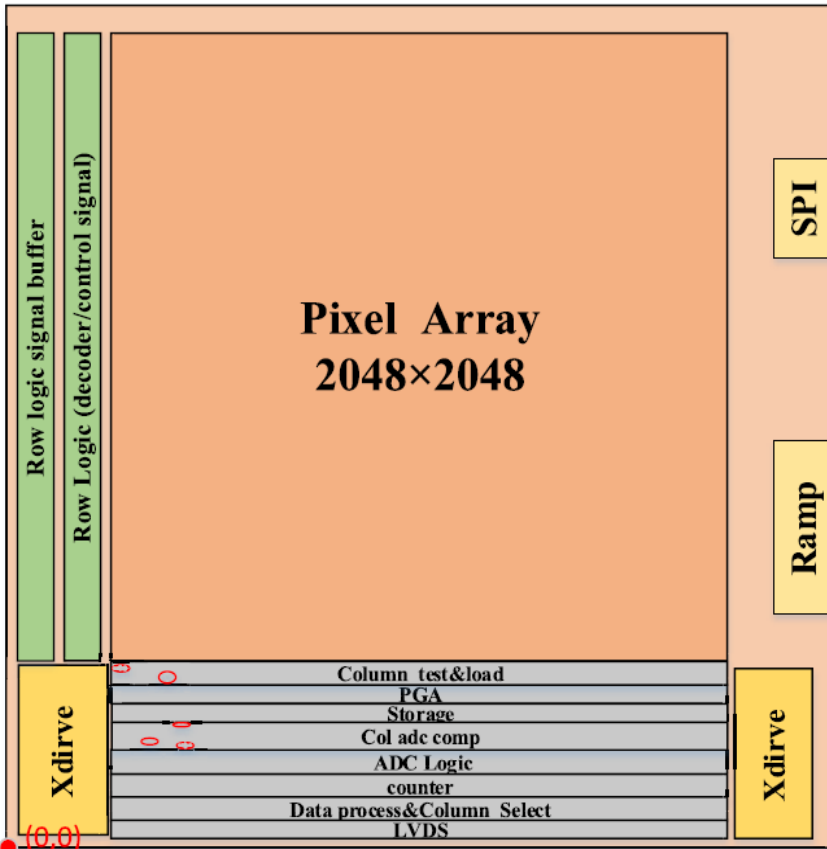 Row logic signal buffer
Row Logic (decoder/control signal)
Pixel Array
2048×2048
SPI
Ramp
Column test&load
PGA
Storage
Col adc comp
ADC Logic
counter
Data process&Column Select
LVDS
Xdirve
Xdirve
(0,0)